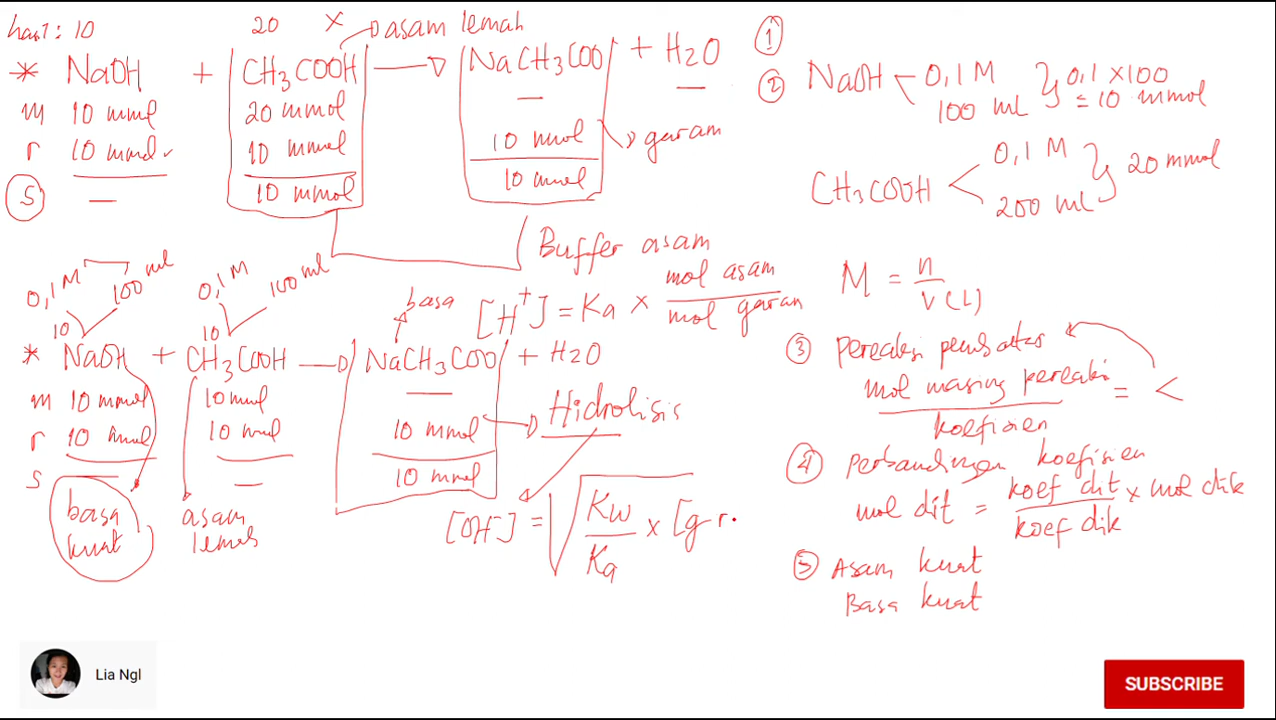 hasil : 10 20 × → asam lemah
* NaOH + CH3COOH → NaCH3COO + H2O
m 10 mmol 20 mmol — —
r 10 mmol 10 mmol 10 mmol → garam
S — 10 mmol 10 mmol
Buffer asam
[H+] = Ka × mol asam / mol garam
0,1 M 100 ml 0,1 M 100 ml
10 10 basa
* NaOH + CH3COOH → NaCH3COO + H2O
m 10 mmol 10 mmol —
r 10 mmol 10 mmol 10 mmol → Hidrolisis
S — — 10 mmol
basa kuat
asam lemah
[OH-] = √ Kw / Ka × [g r.
①
② NaOH < 0,1 M } 0,1 × 100
100 ml = 10 mmol
CH3COOH < 0,1 M } 20 mmol
200 ml
M = n / V(L)
③ Pereaksi pembatas
mol masing pereaksi / koefisien = <
④ Perbandingan koefisien
mol dit = koef dit / koef dik × mol dik
⑤ Asam kuat
Basa kuat
Lia Ngl
SUBSCRIBE